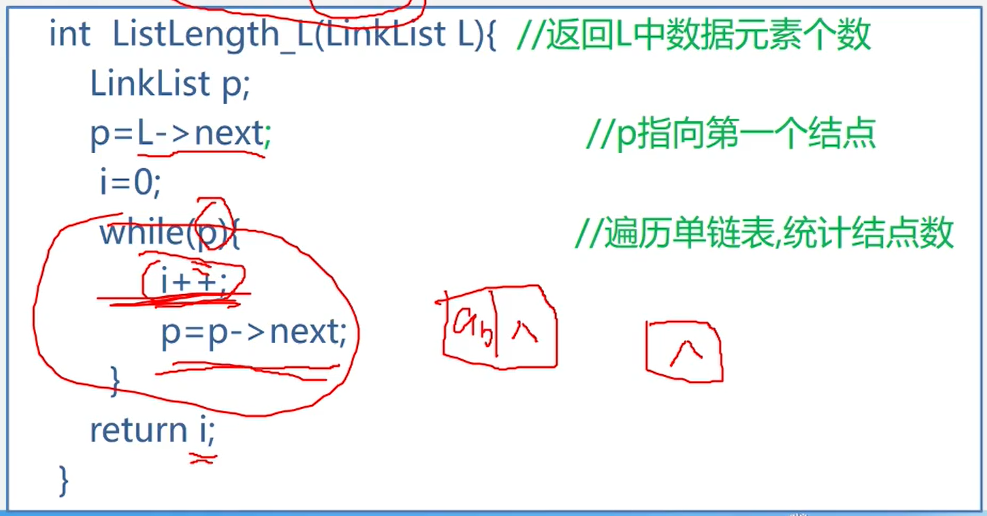 int ListLength_L(LinkList L){ //返回L中数据元素个数
LinkList p;
p=L->next; //p指向第一个结点
i=0;
while(p){ //遍历单链表,统计结点数
i++;
p=p->next;
}
return i;
}